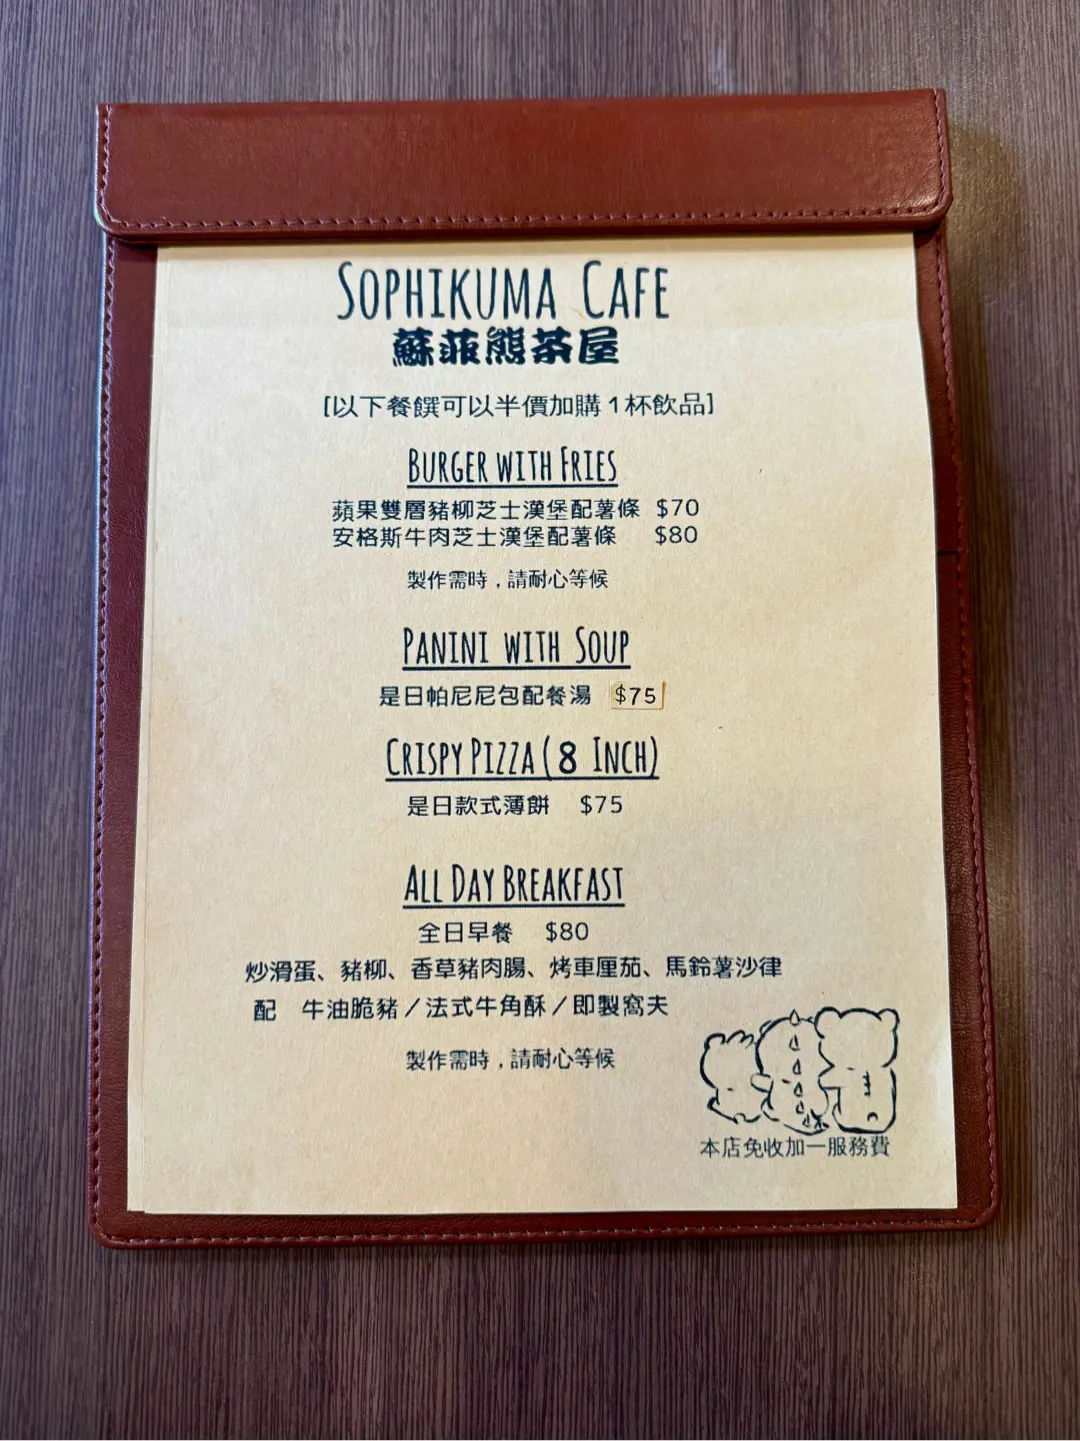 SOPHIKUMA CAFE
蘇菲熊茶屋
[以下餐饌可以半價加購 1 杯飲品]
BURGER WITH FRIES
蘋果雙層豬柳芝士漢堡配薯條 $70
安格斯牛肉芝士漢堡配薯條 $80
製作需時，請耐心等候
PANINI WITH SOUP
是日帕尼尼包配餐湯 $75
CRISPY PIZZA (8 INCH)
是日款式薄餅 $75
ALL DAY BREAKFAST
全日早餐 $80
炒滑蛋、豬柳、香草豬肉腸、烤車厘茄、馬鈴薯沙律
配 牛油脆豬／法式牛角酥／即製窩夫
製作需時，請耐心等候
本店免收加一服務費